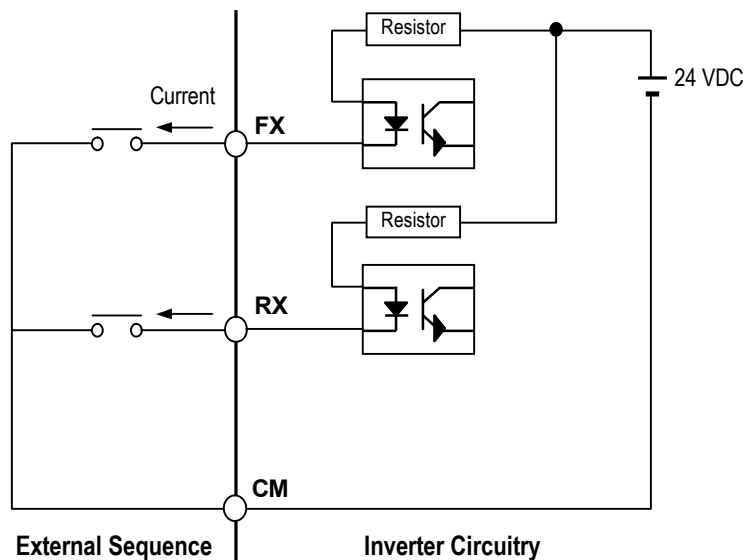 Resistor
24 VDC
Current
FX
Resistor
RX
CM
External Sequence
Inverter Circuitry